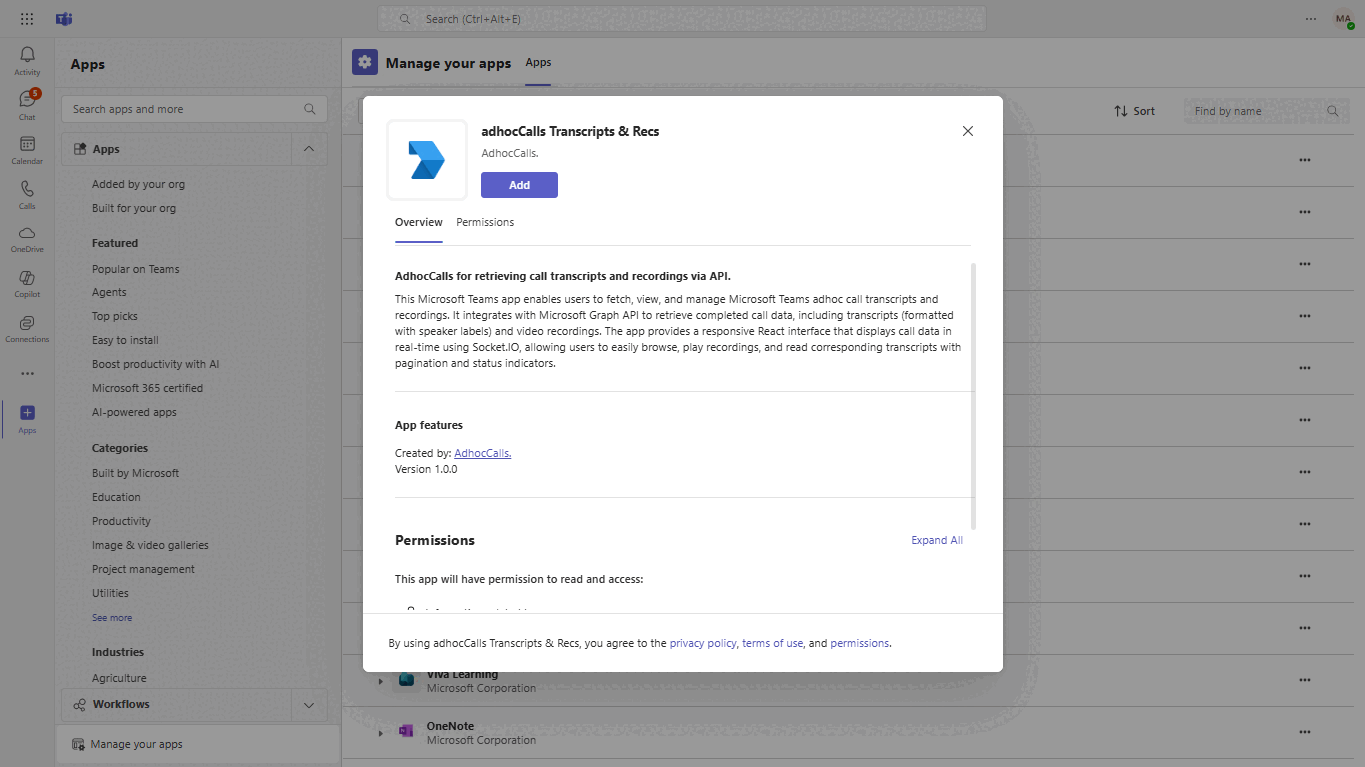 Search (Ctrl+Alt+E)
MA
Activity
5
Chat
Calendar
Calls
OneDrive
Copilot
Connections
Apps
Apps
Search apps and more
Apps
Added by your org
Built for your org
Featured
Popular on Teams
Agents
Top picks
Easy to install
Boost productivity with AI
Microsoft 365 certified
AI-powered apps
Categories
Built by Microsoft
Education
Productivity
Image & video galleries
Project management
Utilities
See more
Industries
Agriculture
Workflows
Manage your apps
Manage your apps
Apps
Sort
Find by name
adhocCalls Transcripts & Recs
AdhocCalls.
Add
Overview
Permissions
AdhocCalls for retrieving call transcripts and recordings via API.
This Microsoft Teams app enables users to fetch, view, and manage Microsoft Teams adhoc call transcripts and
recordings. It integrates with Microsoft Graph API to retrieve completed call data, including transcripts (formatted
with speaker labels) and video recordings. The app provides a responsive React interface that displays call data in
real-time using Socket.IO, allowing users to easily browse, play recordings, and read corresponding transcripts with
pagination and status indicators.
App features
Created by: AdhocCalls.
Version 1.0.0
Permissions
Expand All
This app will have permission to read and access:
By using adhocCalls Transcripts & Recs, you agree to the privacy policy, terms of use, and permissions.
Viva Learning
Microsoft Corporation
OneNote
Microsoft Corporation